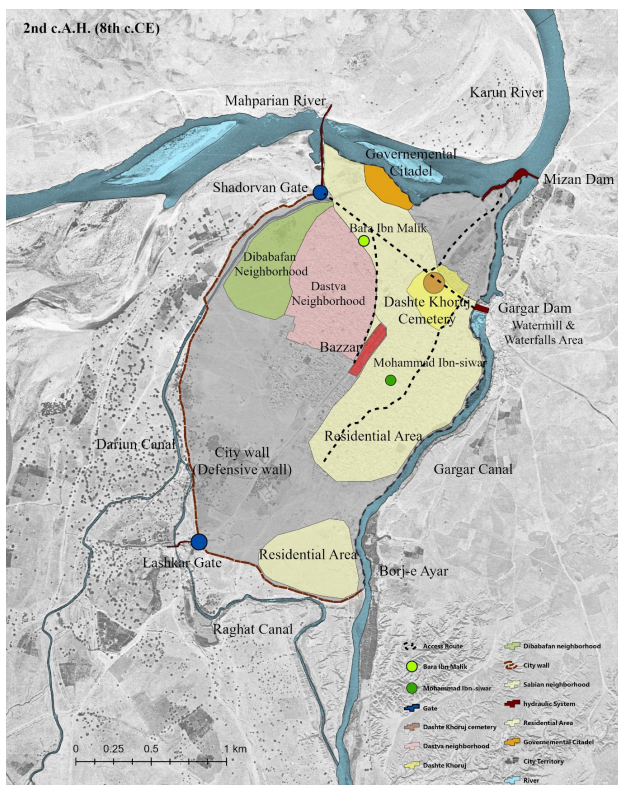 2nd c.A.H. (8th c.CE)
Karun River
Mahparian River
Governemental
Citadel
Mizan Dam
Shadorvan Gate
Bara Ibn Malik
Dibabafan
Neighborhood
Dastva
Neighborhood
Dashte Khoruj
Cemetery
Gargar Dam
Watermill &
Waterfalls Area
Bazzar
Mohammad Ibn-siwar
Residential Area
Dariun Canal
City wall
(Defensive wall)
Gargar Canal
Residential Area
Lashkar Gate
Borj-e Ayar
Raghat Canal
Access Route
Bara Ibn Malik
Mohammad Ibn-siwar
Gate
Dashte Khoruj cemetery
Dastva neighborhood
Dashte Khoruj
Dibabafan neighborhood
City wall
Sabian neighborhood
hydraulic System
Residential Area
Governemental Citadel
City Territory
River
0 0.25 0.5 1 km